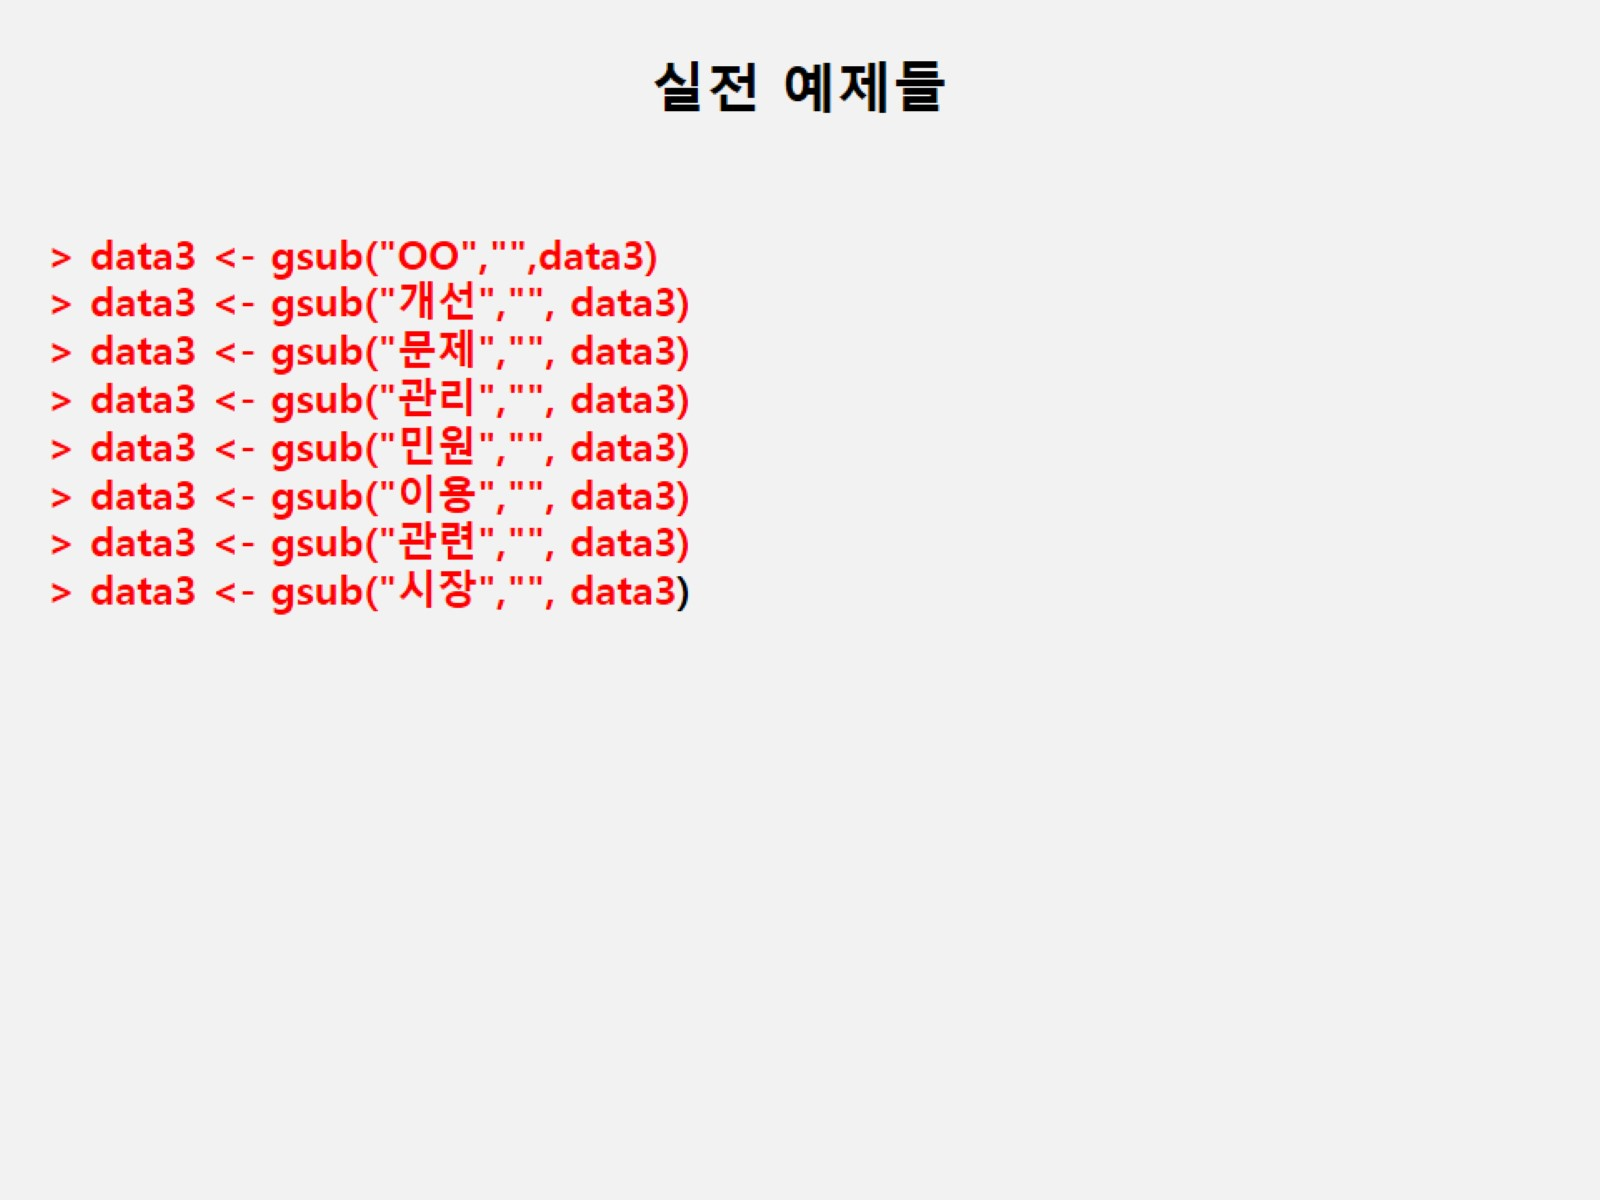 실전 예제들
> data3 <- gsub("OO","",data3)
> data3 <- gsub("개선","", data3)
> data3 <- gsub("문제","", data3)
> data3 <- gsub("관리","", data3)
> data3 <- gsub("민원","", data3)
> data3 <- gsub("이용","", data3)
> data3 <- gsub("관련","", data3)
> data3 <- gsub("시장","", data3)